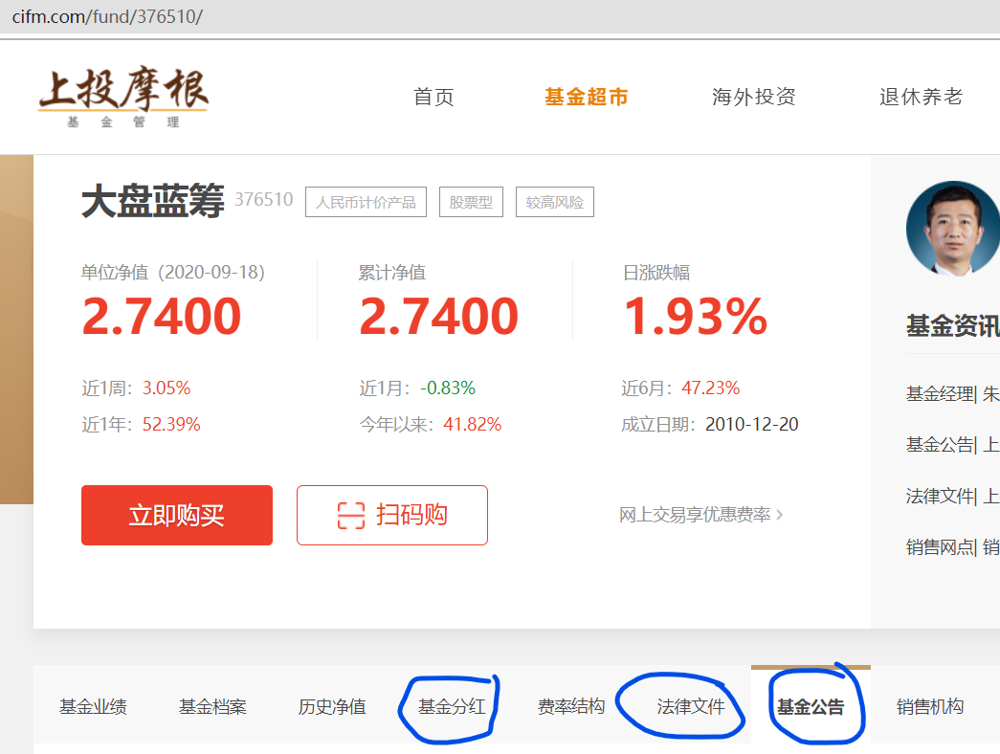 cifm.com/fund/376510/
上投摩根
基金管理
首页 基金超市 海外投资 退休养老
大盘蓝筹 376510 人民币计价产品 股票型 较高风险
单位净值（2020-09-18） 累计净值 日涨跌幅
2.7400 2.7400 1.93%
近1周：3.05% 近1月：-0.83% 近6月：47.23%
近1年：52.39% 今年以来：41.82% 成立日期：2010-12-20
立即购买 扫码购 网上交易享优惠费率 >
基金资讯
基金经理| 朱
基金公告| 上
法律文件| 上
销售网点| 销
基金业绩 基金档案 历史净值 基金分红 费率结构 法律文件 基金公告 销售机构